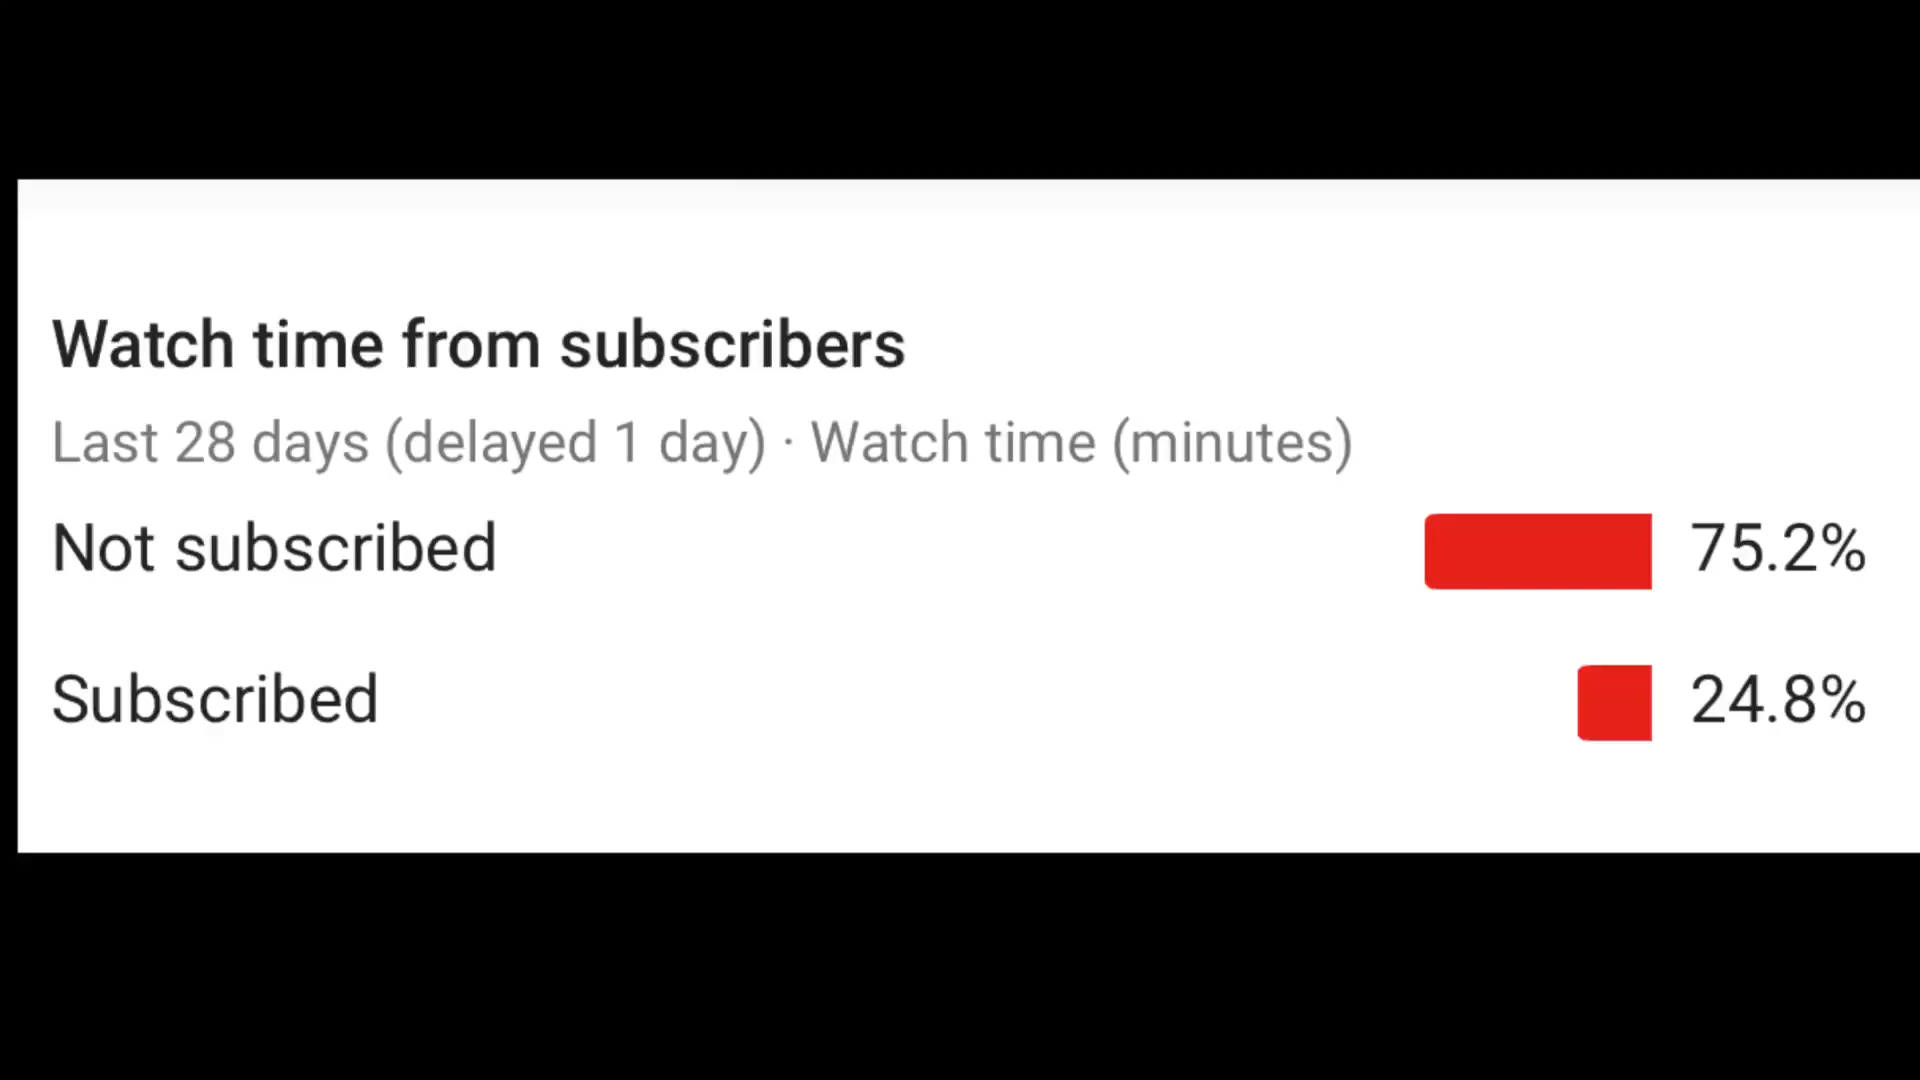 Watch time from subscribers
Last 28 days (delayed 1 day) · Watch time (minutes)
Not subscribed 75.2%
Subscribed 24.8%